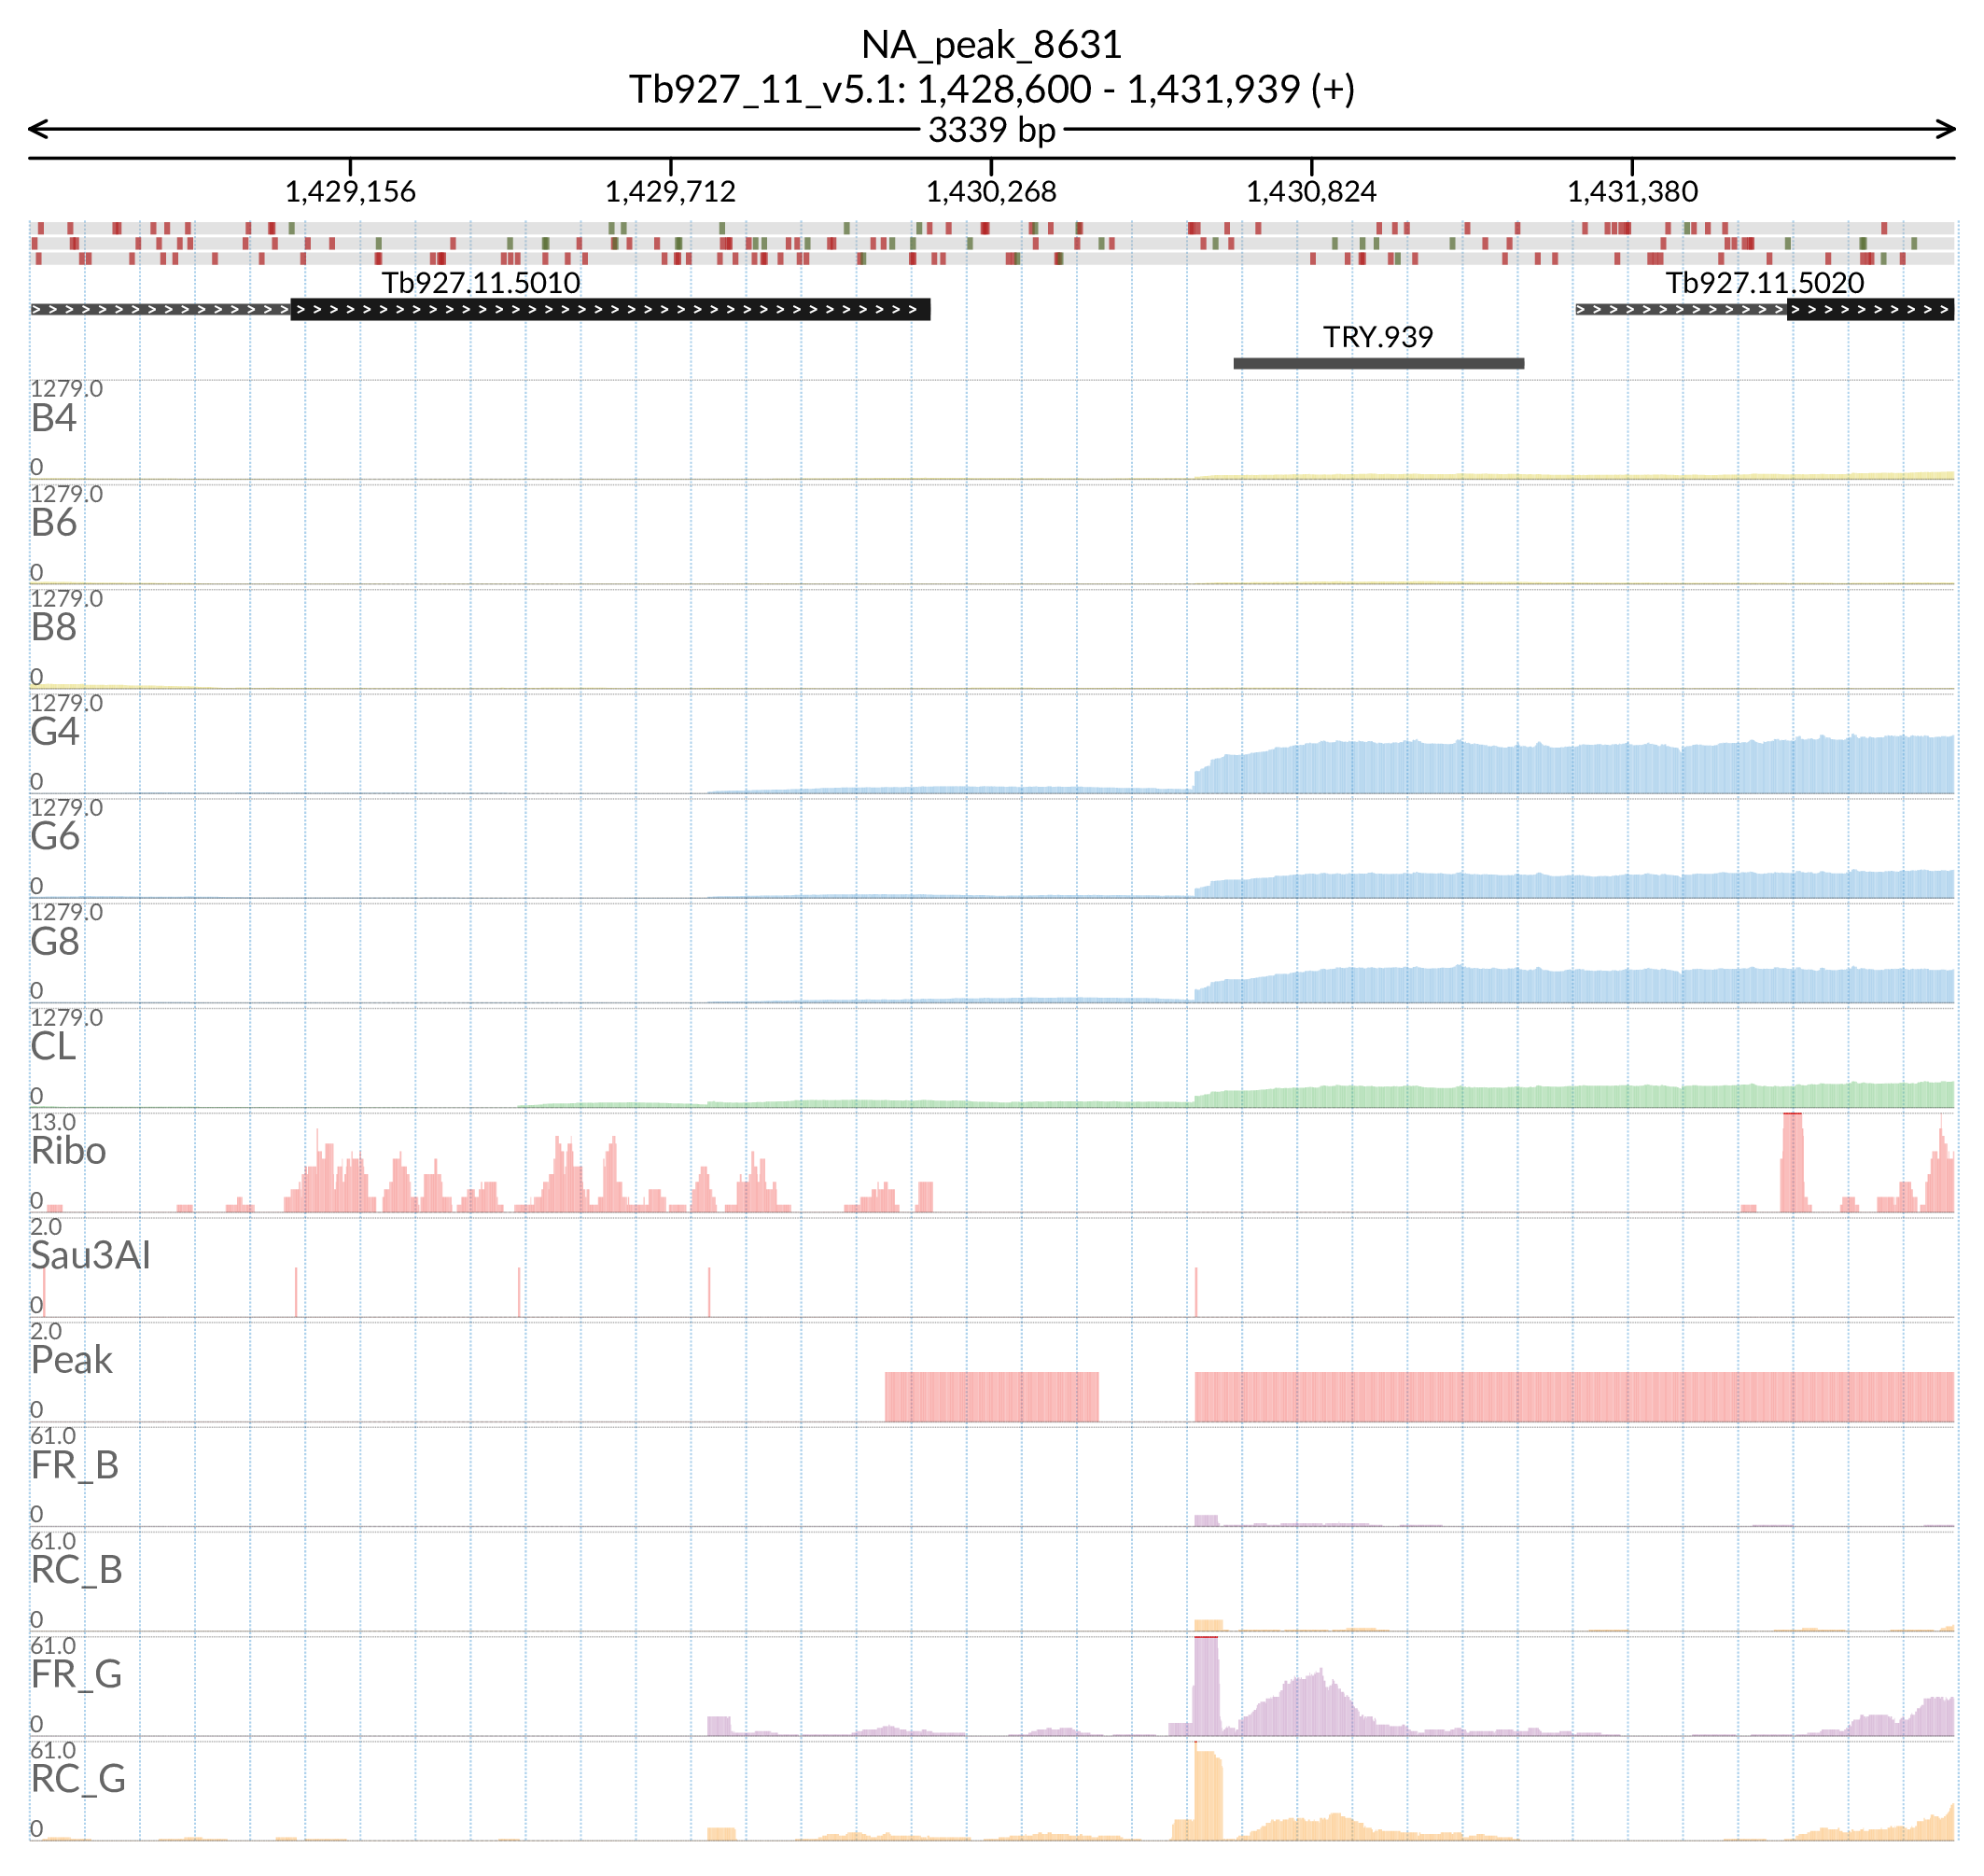 NA_peak_8631
Tb927_11_v5.1: 1,428,600 - 1,431,939 (+)
3339 bp
1,429,156 1,429,712 1,430,268 1,430,824 1,431,380
Tb927.11.5010 Tb927.11.5020
TRY.939
1279.0
B4
0
1279.0
B6
0
1279.0
B8
0
1279.0
G4
0
1279.0
G6
0
1279.0
G8
0
1279.0
CL
0
13.0
Ribo
0
2.0
Sau3AI
0
2.0
Peak
0
61.0
FR_B
0
61.0
RC_B
0
61.0
FR_G
0
61.0
RC_G
0